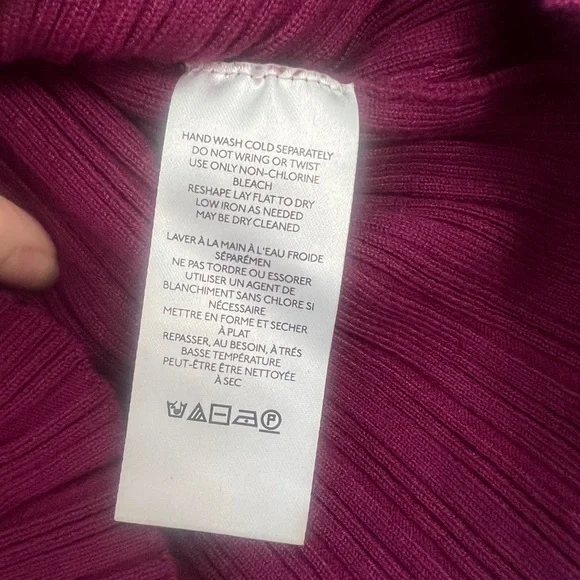 HAND WASH COLD SEPARATELY
DO NOT WRING OR TWIST
USE ONLY NON-CHLORINE
BLEACH
RESHAPE LAY FLAT TO DRY
LOW IRON AS NEEDED
MAY BE DRY CLEANED
LAVER À LA MAIN À L'EAU FROIDE
SÉPARÉMEN
NE PAS TORDRE OU ESSORER
UTILISER UN AGENT DE
BLANCHIMENT SANS CHLORE SI
NÉCESSAIRE
METTRE EN FORME ET SECHER
À PLAT
REPASSER, AU BESOIN, À TRÉS
BASSE TEMPÉRATURE
PEUT-ÊTRE ÊTRE NETTOYÉE
À SEC
P